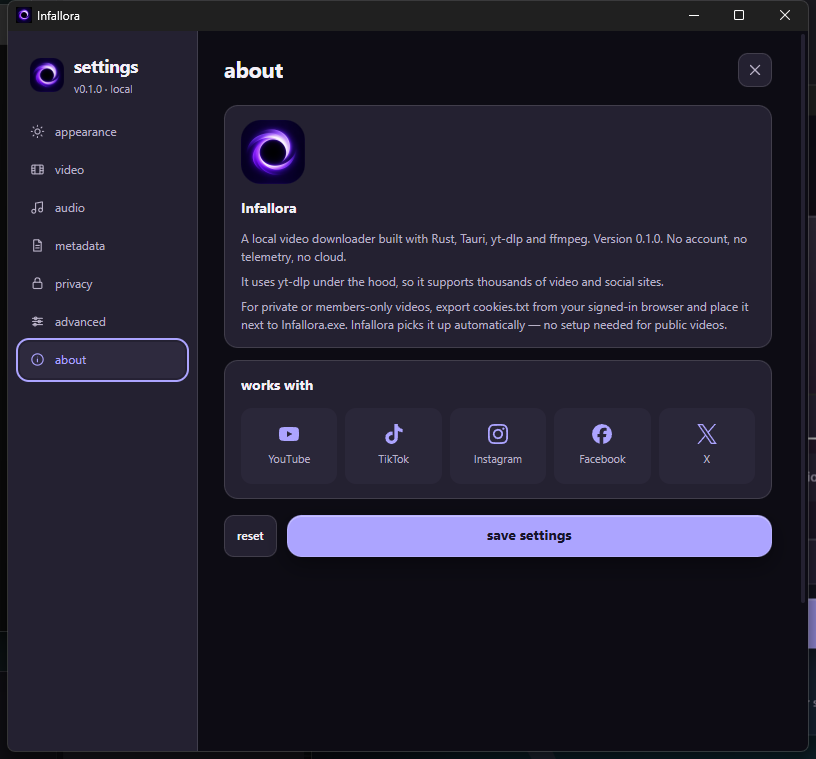 Infallora
settings
v0.1.0 · local
appearance
video
audio
metadata
privacy
advanced
about
about
Infallora
A local video downloader built with Rust, Tauri, yt-dlp and ffmpeg. Version 0.1.0. No account, no
telemetry, no cloud.
It uses yt-dlp under the hood, so it supports thousands of video and social sites.
For private or members-only videos, export cookies.txt from your signed-in browser and place it
next to Infallora.exe. Infallora picks it up automatically — no setup needed for public videos.
works with
YouTube
TikTok
Instagram
Facebook
X
reset
save settings